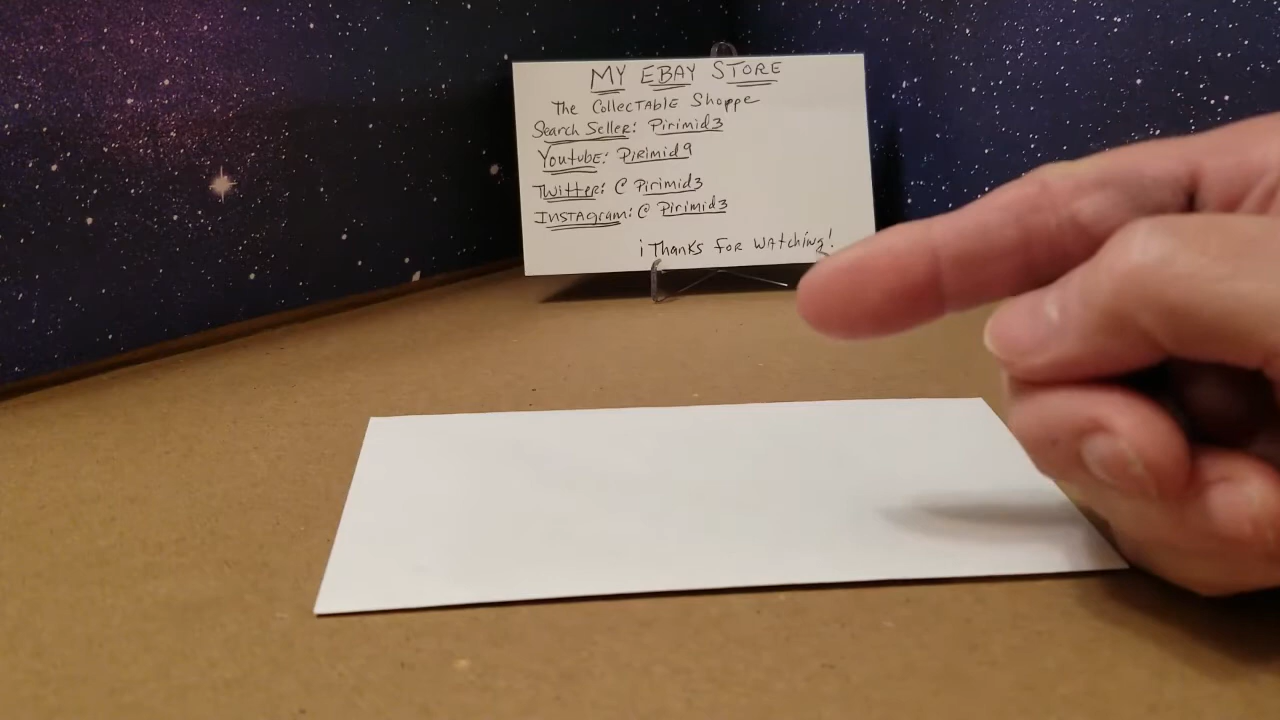 MY EBAY STORE
The CollecTABLE Shoppe
Search Seller: Pirimid3
Youtube: Pirimid9
Twitter: @ Pirimid3
INSTAgram: @ Pirimid3
¡Thanks FOR WAtching!